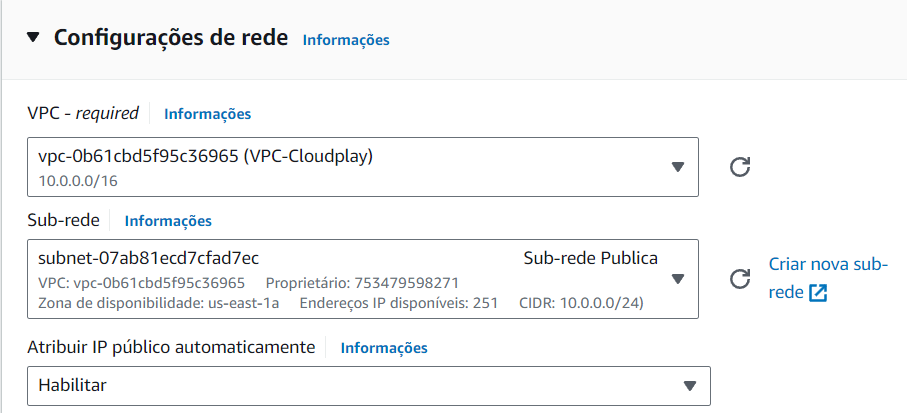 Configurações de rede Informações
VPC - required Informações
vpc-0b61cbd5f95c36965 (VPC-Cloudplay)
10.0.0.0/16
Sub-rede Informações
subnet-07ab81ecd7cfad7ec Sub-rede Publica
VPC: vpc-0b61cbd5f95c36965 Proprietário: 753479598271
Zona de disponibilidade: us-east-1a Endereços IP disponíveis: 251 CIDR: 10.0.0.0/24)
Criar nova sub-
rede
Atribuir IP público automaticamente Informações
Habilitar